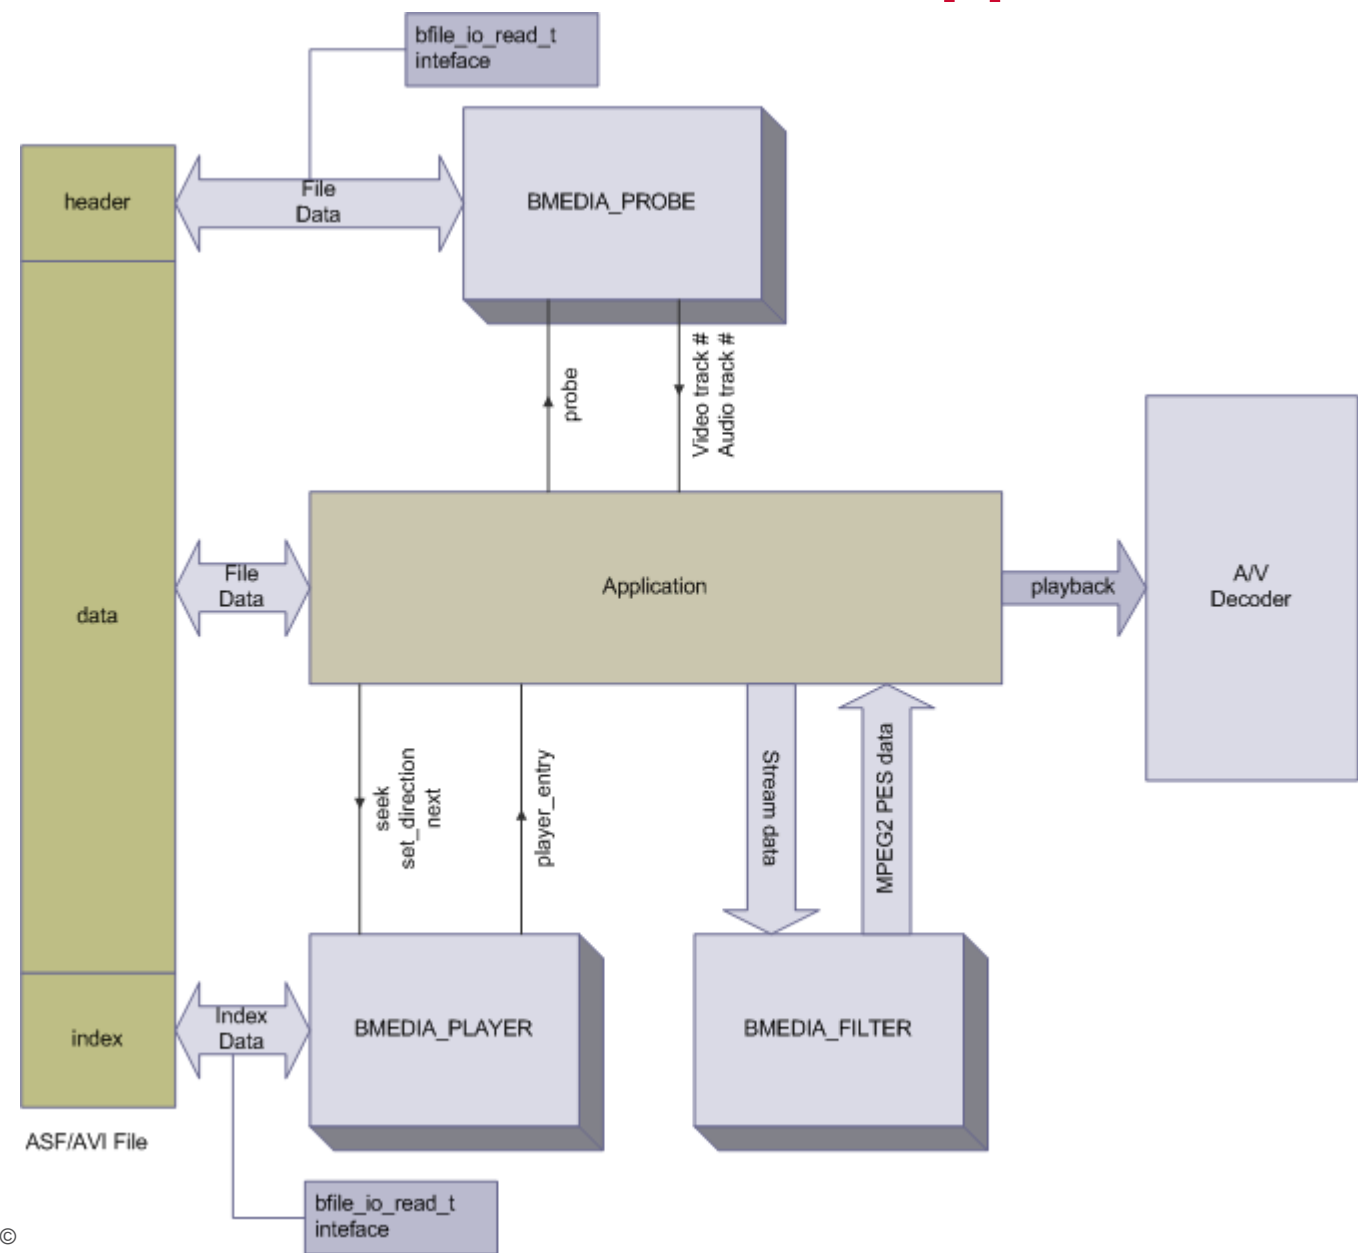 bfile_io_read_t
inteface
header
File
Data
BMEDIA_PROBE
probe
Video track #
Audio track #
data
File
Data
Application
playback
A/V
Decoder
seek
set_direction
next
player_entry
Stream data
MPEG2 PES data
index
Index
Data
BMEDIA_PLAYER
BMEDIA_FILTER
ASF/AVI File
bfile_io_read_t
inteface
©